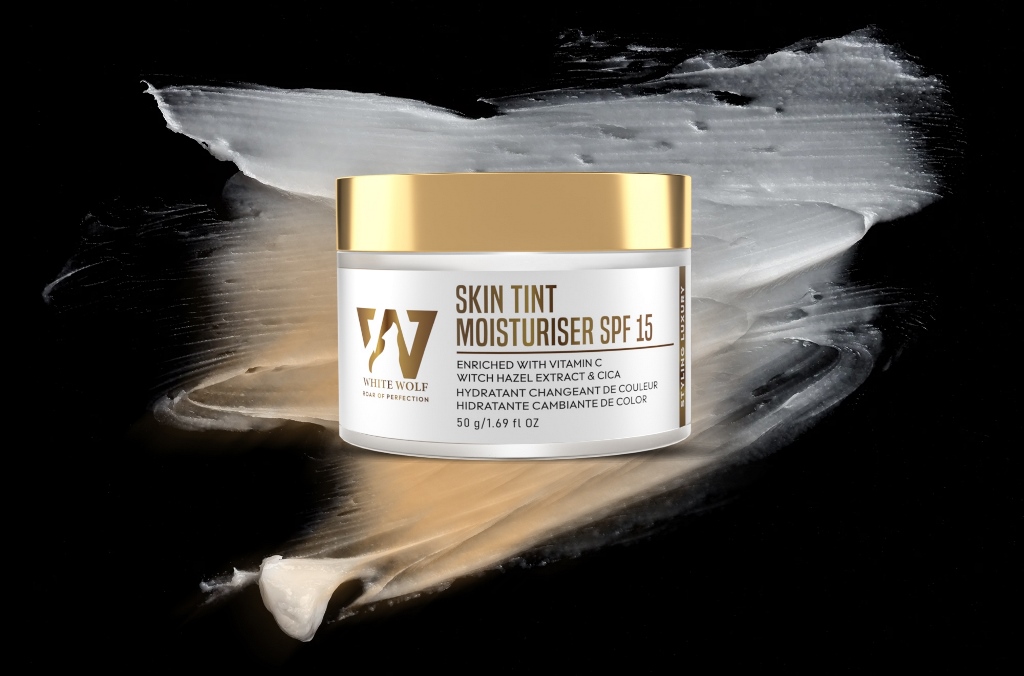 WHITE WOLF
ROAR OF PERFECTION
SKIN TINT
MOISTURISER SPF 15
ENRICHED WITH VITAMIN C
WITCH HAZEL EXTRACT & CICA
HYDRATANT CHANGEANT DE COULEUR
HIDRATANTE CAMBIANTE DE COLOR
50 g/1.69 fl OZ
STYLING LUXURY